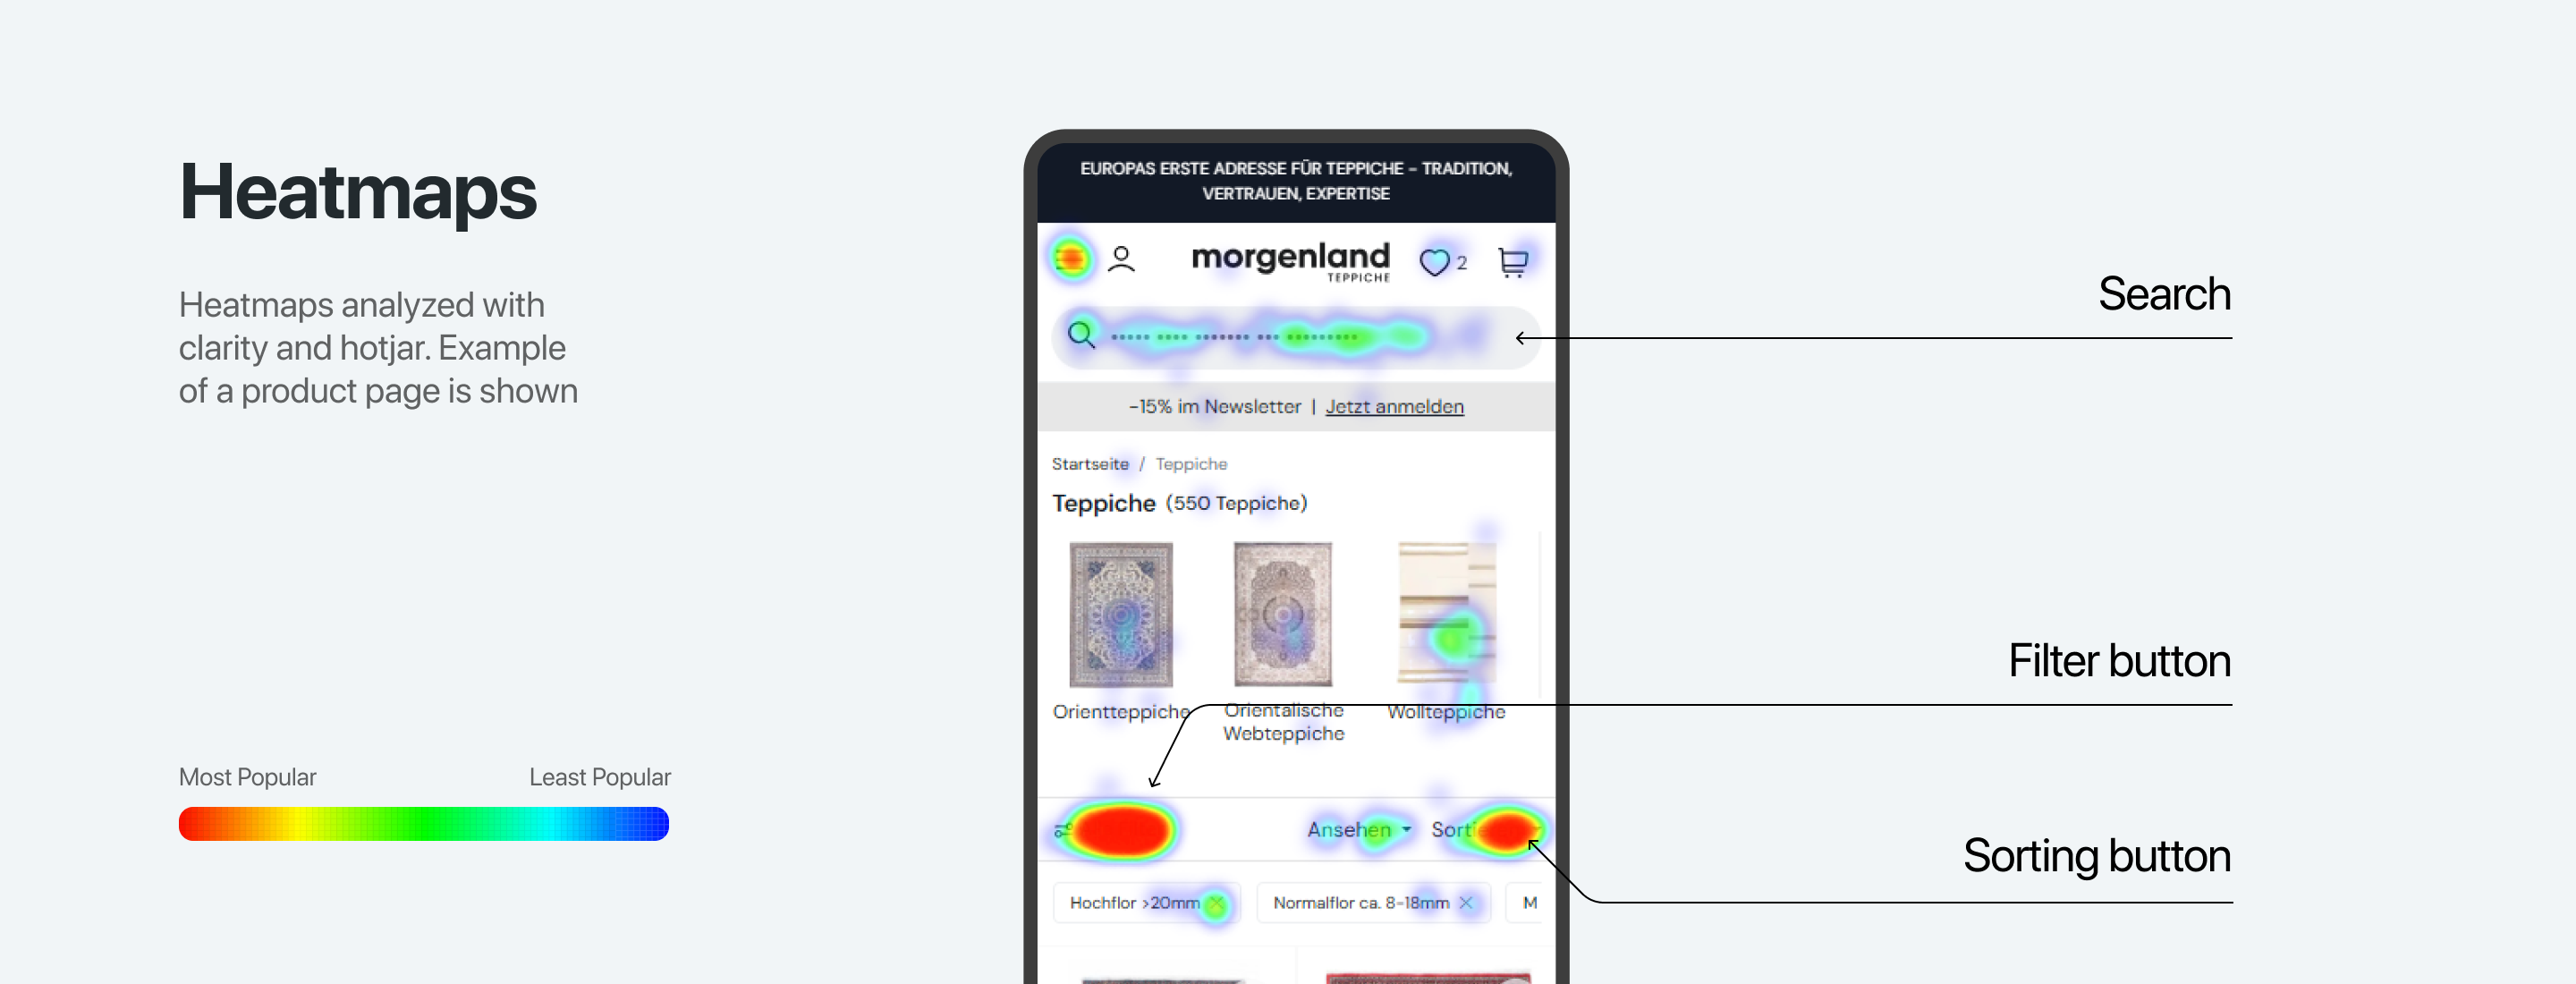 Heatmaps
Heatmaps analyzed with
clarity and hotjar. Example
of a product page is shown
Most Popular
Least Popular
EUROPAS ERSTE ADRESSE FÜR TEPPICHE – TRADITION,
VERTRAUEN, EXPERTISE
morgenland
TEPPICHE
2
-15% im Newsletter | Jetzt anmelden
Startseite / Teppiche
Teppiche (550 Teppiche)
Orientteppiche
Orientalische
Webteppiche
Wollteppiche
Ansehen
Hochflor >20mm
Normalflor ca. 8-18mm
M
Search
Filter button
Sorting button